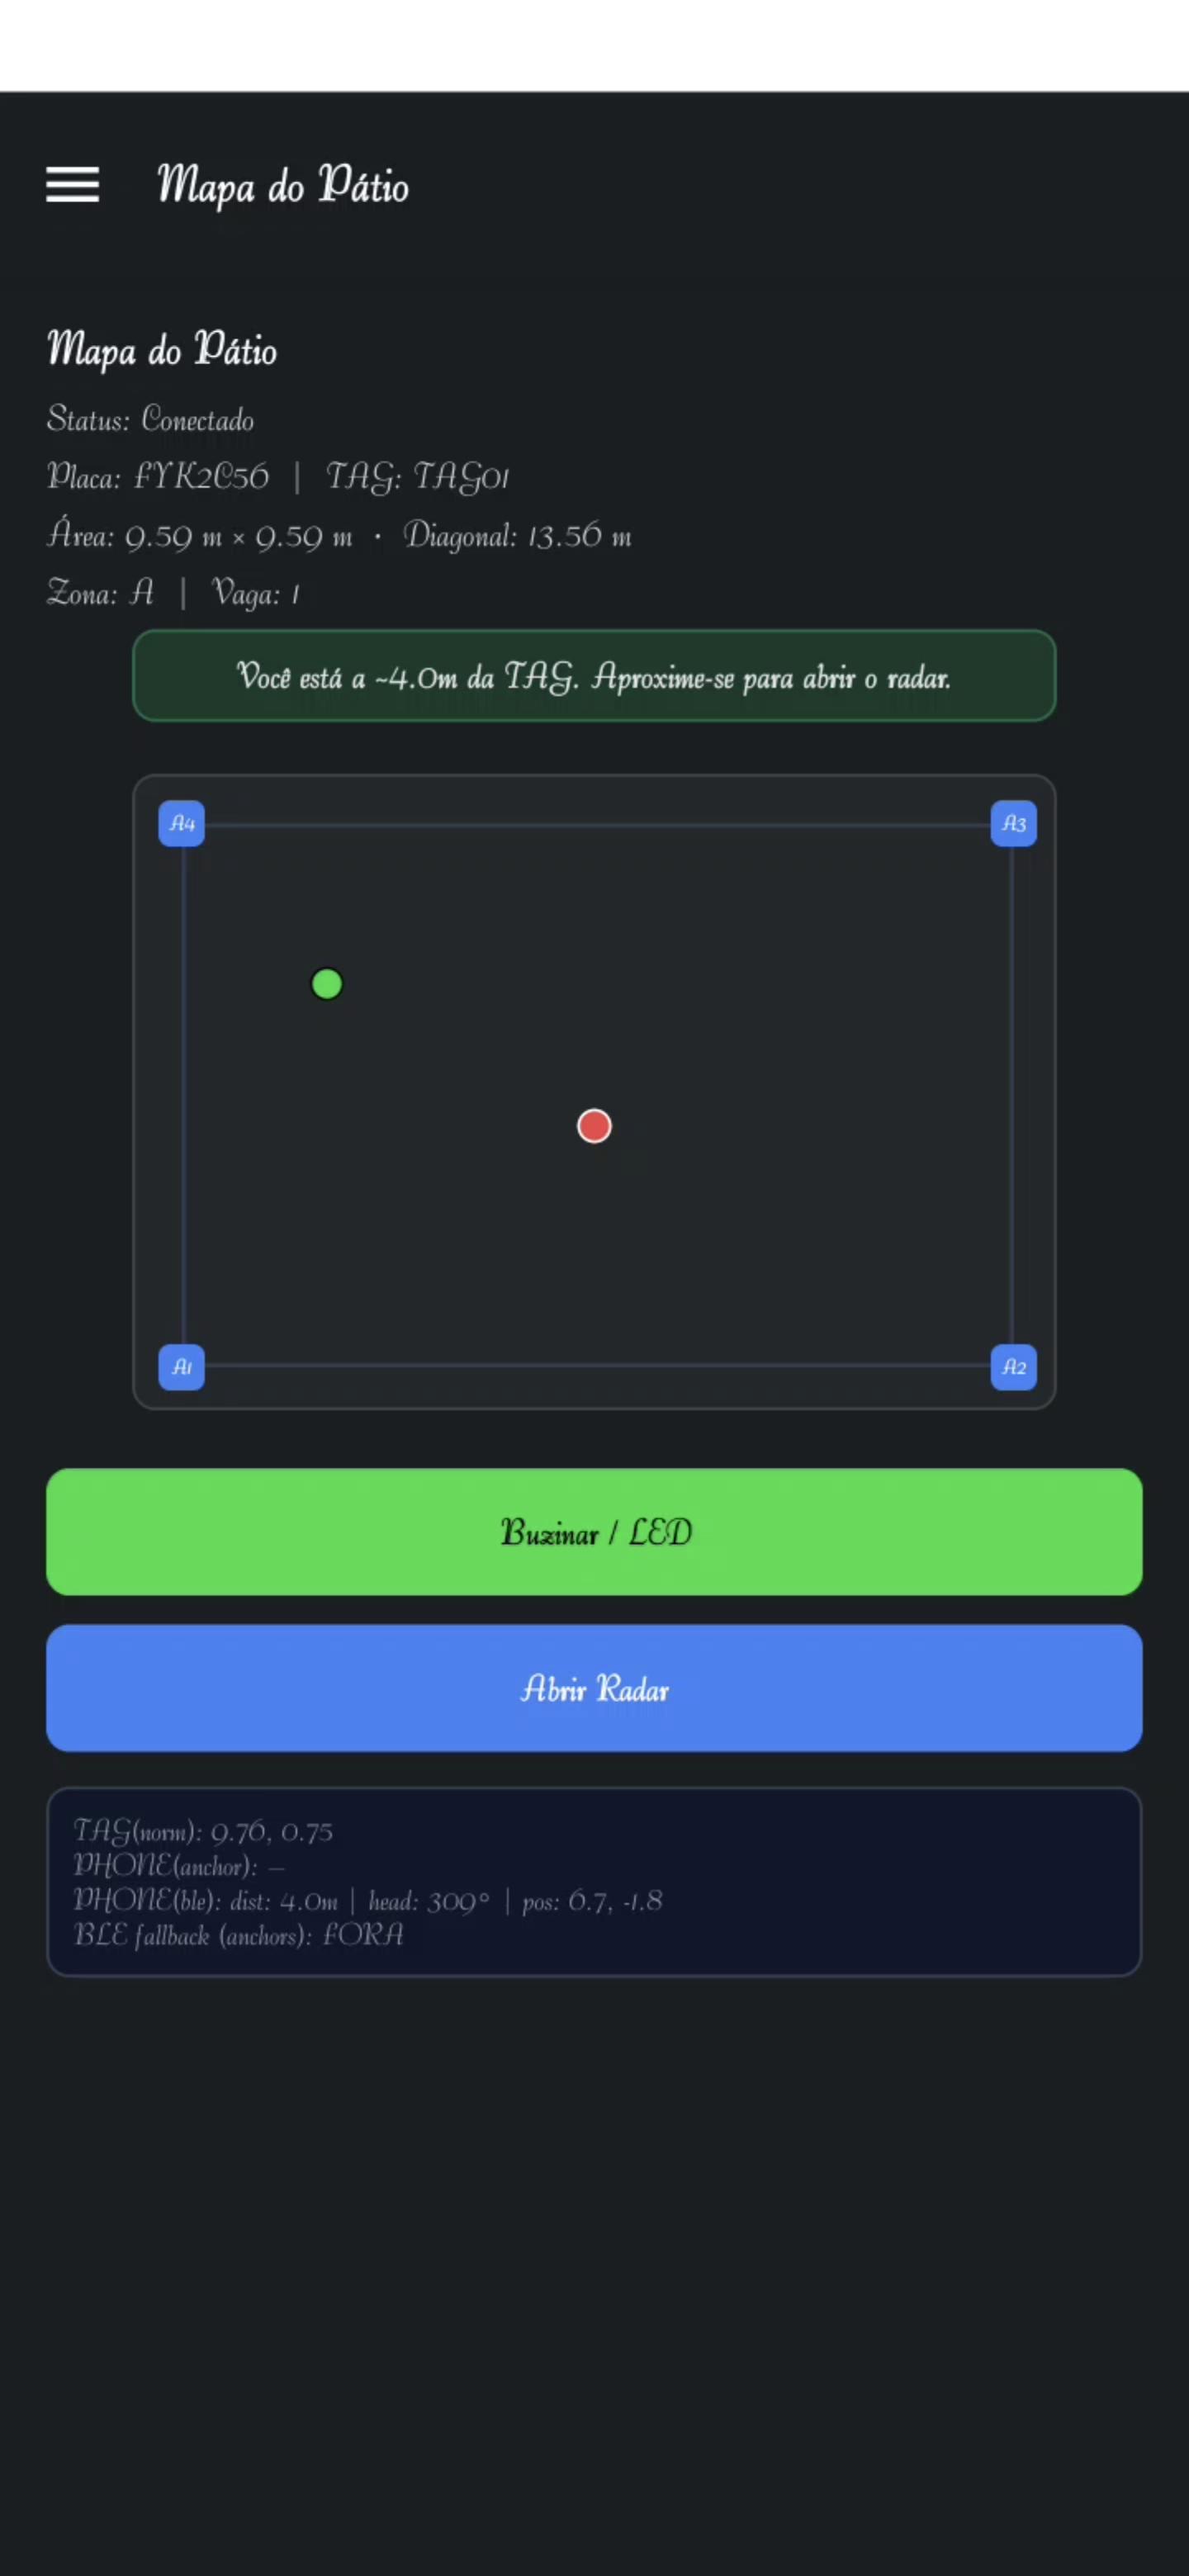 Mapa do Pátio
Mapa do Pátio
Status: Conectado
Placa: FYK2C56 | TAG: TAG01
Área: 9.59 m × 9.59 m · Diagonal: 13.56 m
Zona: A | Vaga: 1
Você está a ~4.0m da TAG. Aproxime-se para abrir o radar.
A4
A3
A1
A2
Buzinar / LED
Abrir Radar
TAG(norm): 9.76, 0.75
PHONE(anchor): —
PHONE(ble): dist: 4.0m | head: 309° | pos: 6.7, -1.8
BLE fallback (anchors): FORA